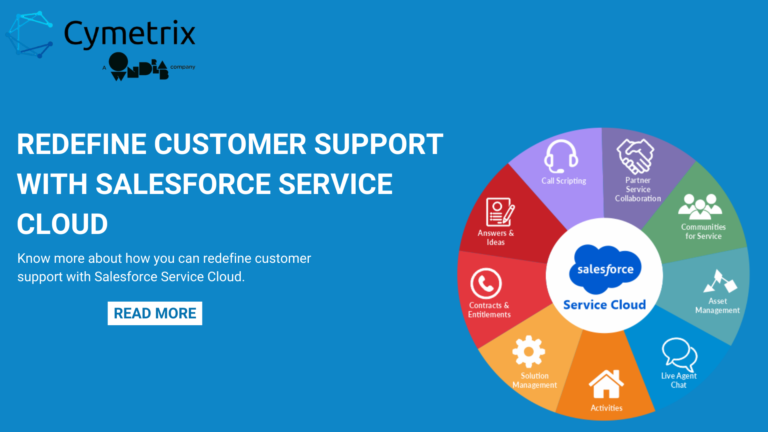 Cymetrix
A OWNDAB company
REDEFINE CUSTOMER SUPPORT
WITH SALESFORCE SERVICE
CLOUD
Know more about how you can redefine customer
support with Salesforce Service Cloud.
READ MORE
Call Scripting
Partner
Service
Collaboration
Communities
for Service
Asset
Management
Live Agent
Chat
Activities
Solution
Management
Contracts &
Entitlements
Answers &
Ideas
salesforce
Service Cloud